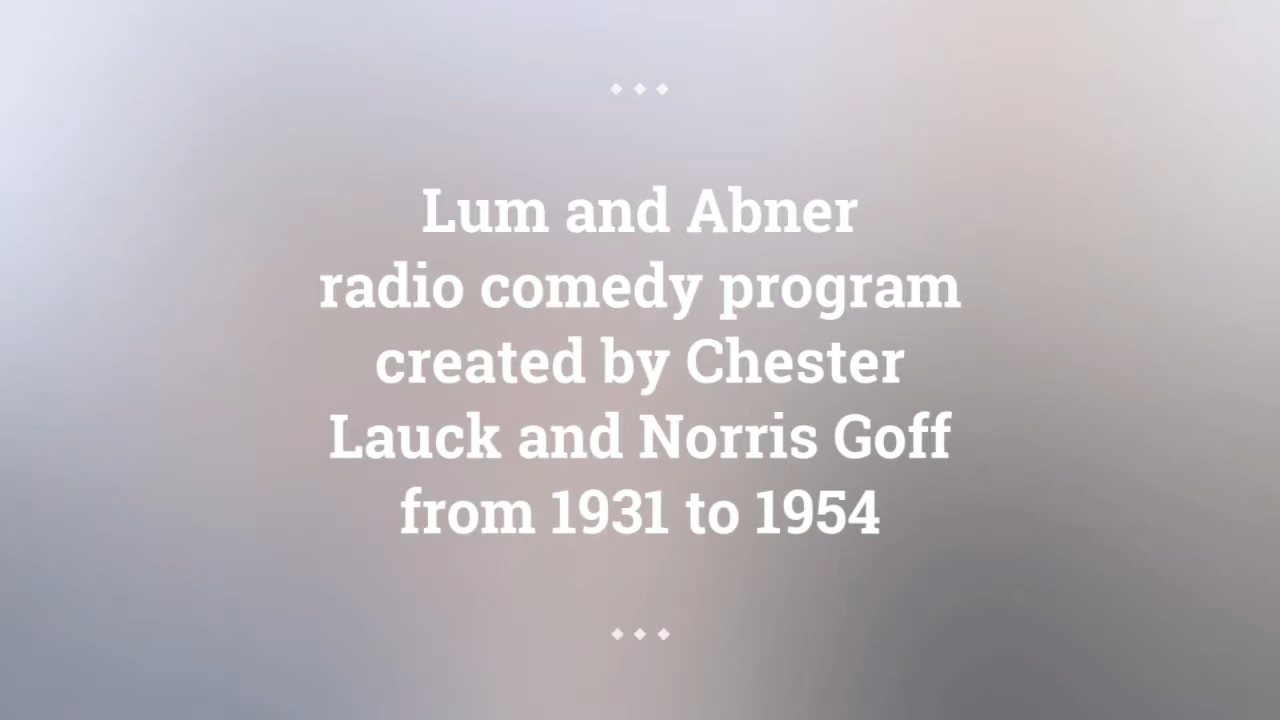 Lum and Abner
radio comedy program
created by Chester
Lauck and Norris Goff
from 1931 to 1954